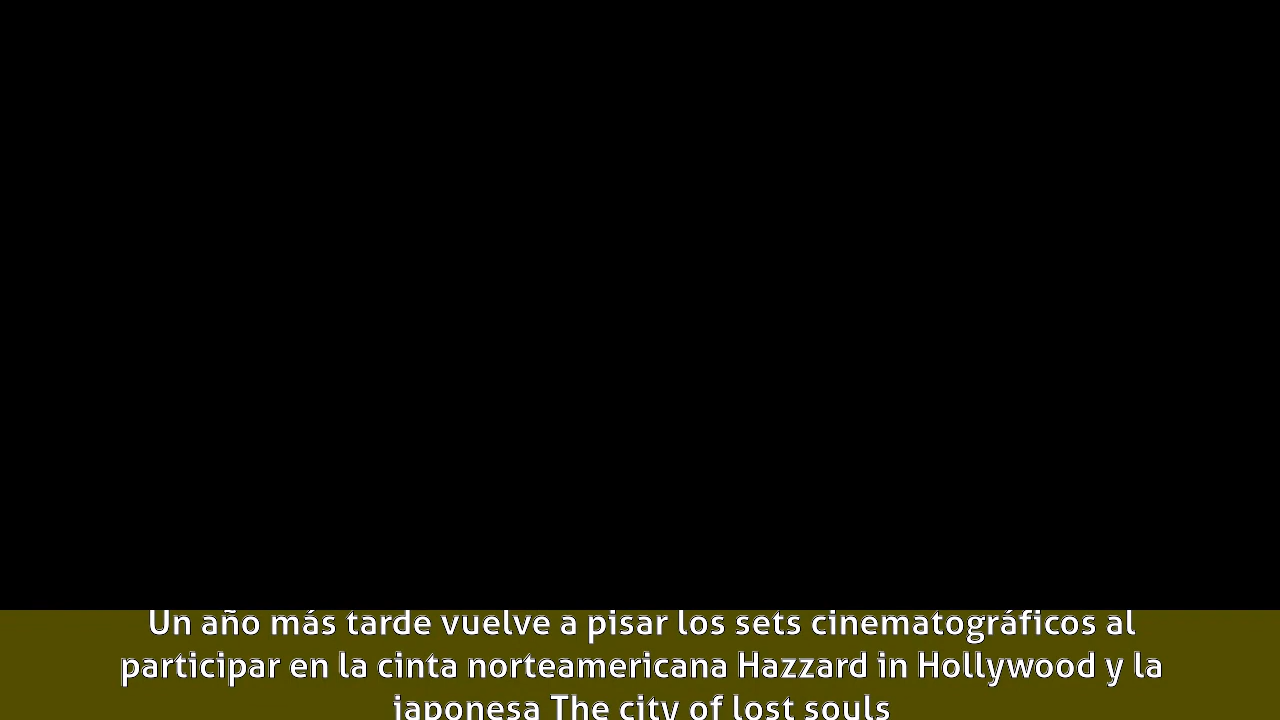 Un año más tarde vuelve a pisar los sets cinematográficos al
participar en la cinta norteamericana Hazzard in Hollywood y la
japonesa The city of lost souls